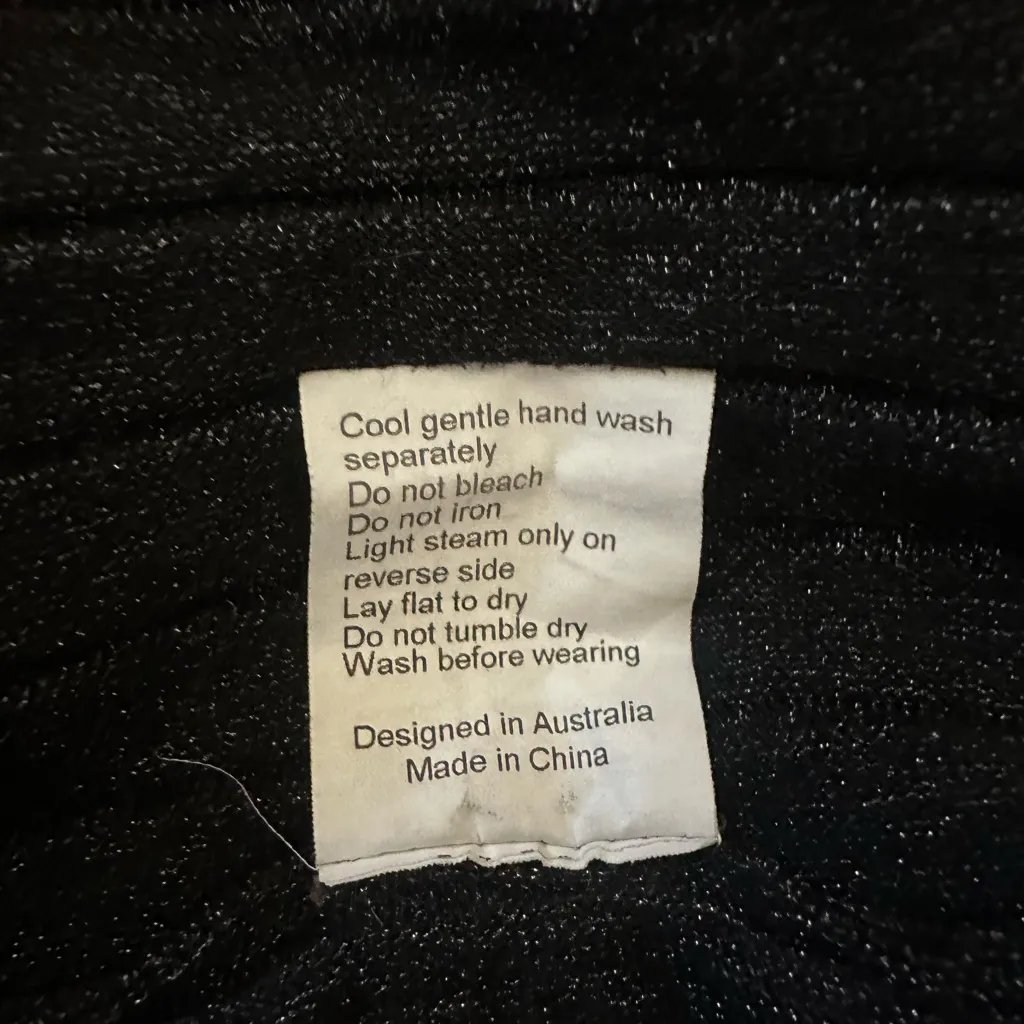 Cool gentle hand wash
separately
Do not bleach
Do not iron
Light steam only on
reverse side
Lay flat to dry
Do not tumble dry
Wash before wearing
Designed in Australia
Made in China